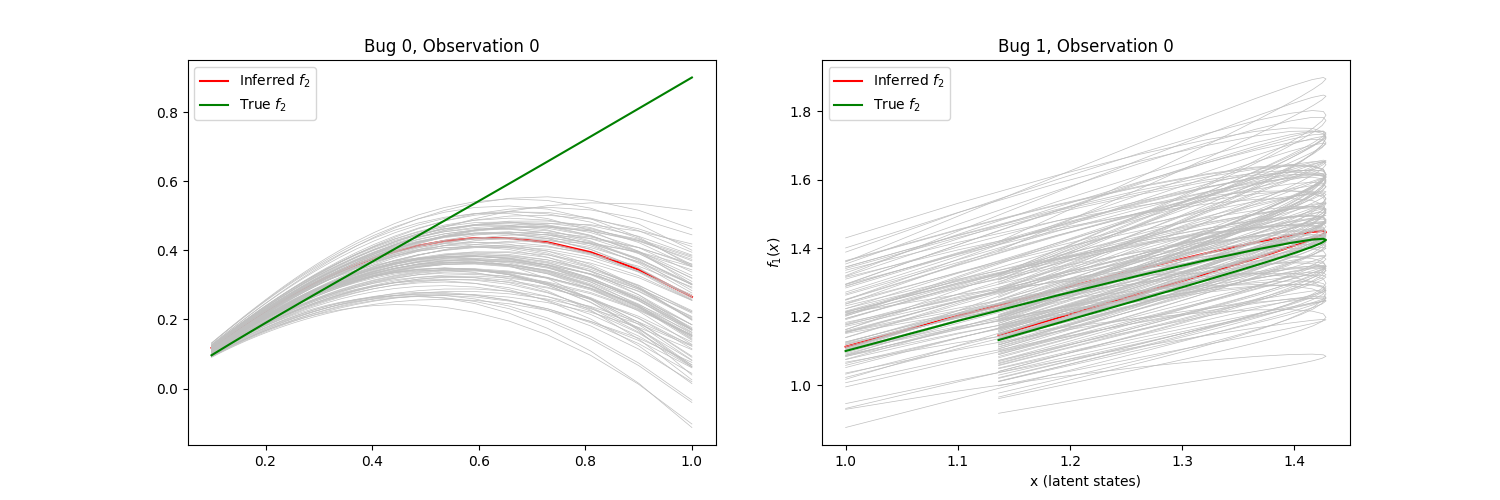 Bug 0, Observation 0
Inferred f₂
True f₂
0.8
0.6
0.4
0.2
0.0
0.2 0.4 0.6 0.8 1.0
Bug 1, Observation 0
Inferred f₂
True f₂
f₁(x)
1.8
1.6
1.4
1.2
1.0
1.0 1.1 1.2 1.3 1.4
x (latent states)